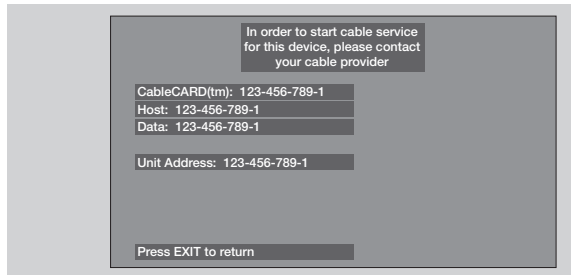 In order to start cable service
for this device, please contact
your cable provider
CableCARD(tm): 123-456-789-1
Host: 123-456-789-1
Data: 123-456-789-1
Unit Address: 123-456-789-1
Press EXIT to return